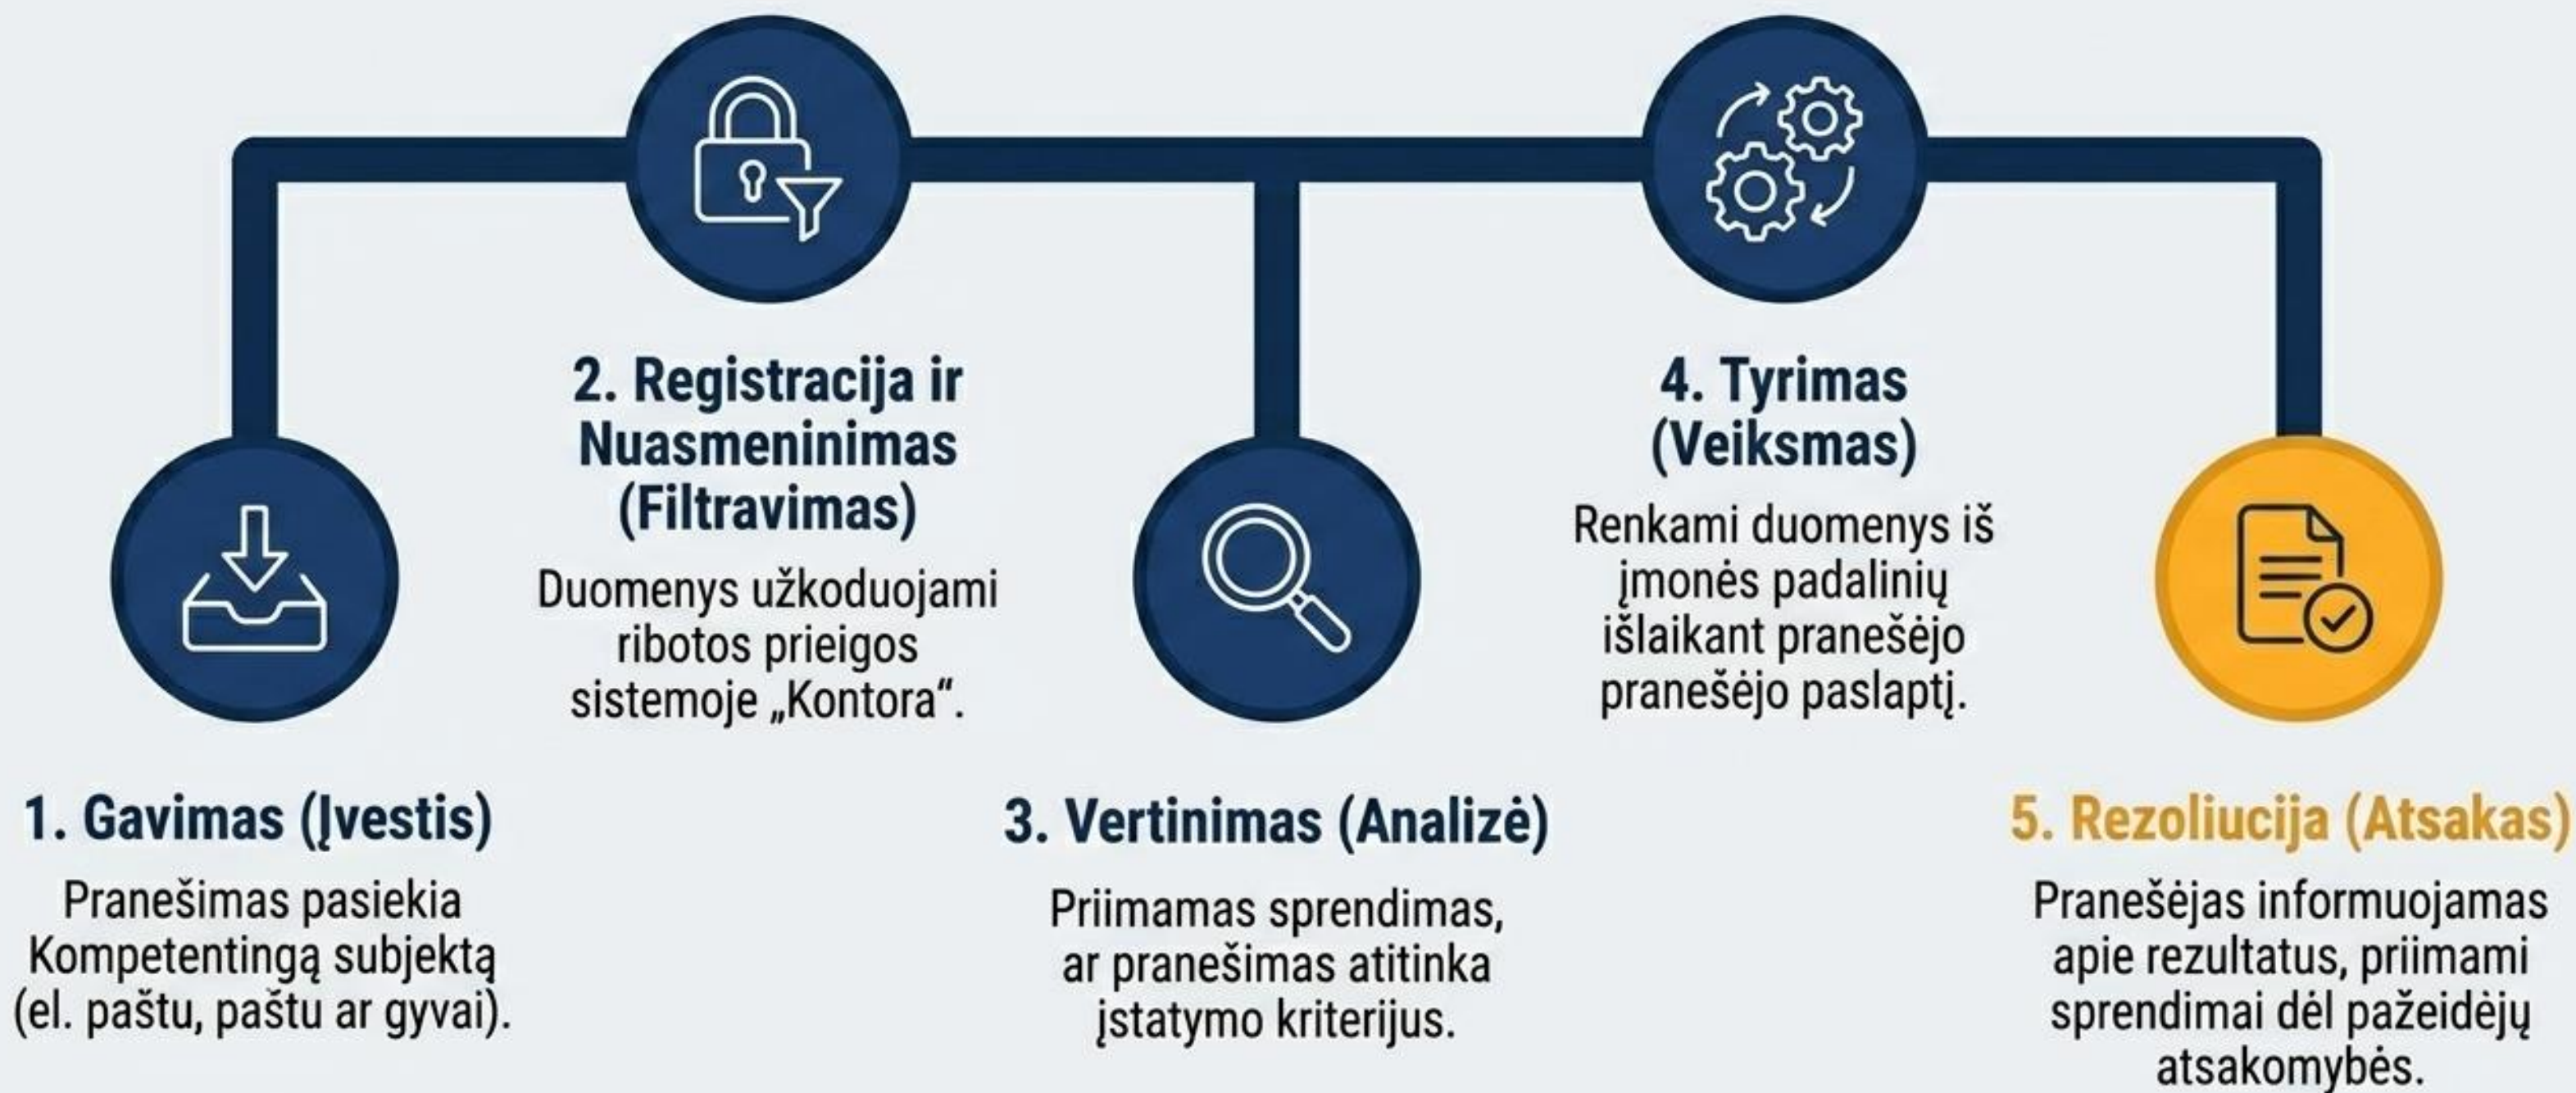 1. Gavimas (Įvestis)
Pranešimas pasiekia
Kompetentingą subjektą
(el. paštu, paštu ar gyvai).
2. Registracija ir
Nuasmeninimas
(Filtravimas)
Duomenys užkoduojami
ribotos prieigos
sistemoje „Kontora“.
3. Vertinimas (Analizė)
Priimamas sprendimas,
ar pranešimas atitinka
įstatymo kriterijus.
4. Tyrimas
(Veiksmas)
Renkami duomenys iš
įmonės padalinių
išlaikant pranešėjo
pranešėjo paslaptį.
5. Rezoliucija (Atsakas)
Pranešėjas informuojamas
apie rezultatus, priimami
sprendimai dėl pažeidėjų
atsakomybės.